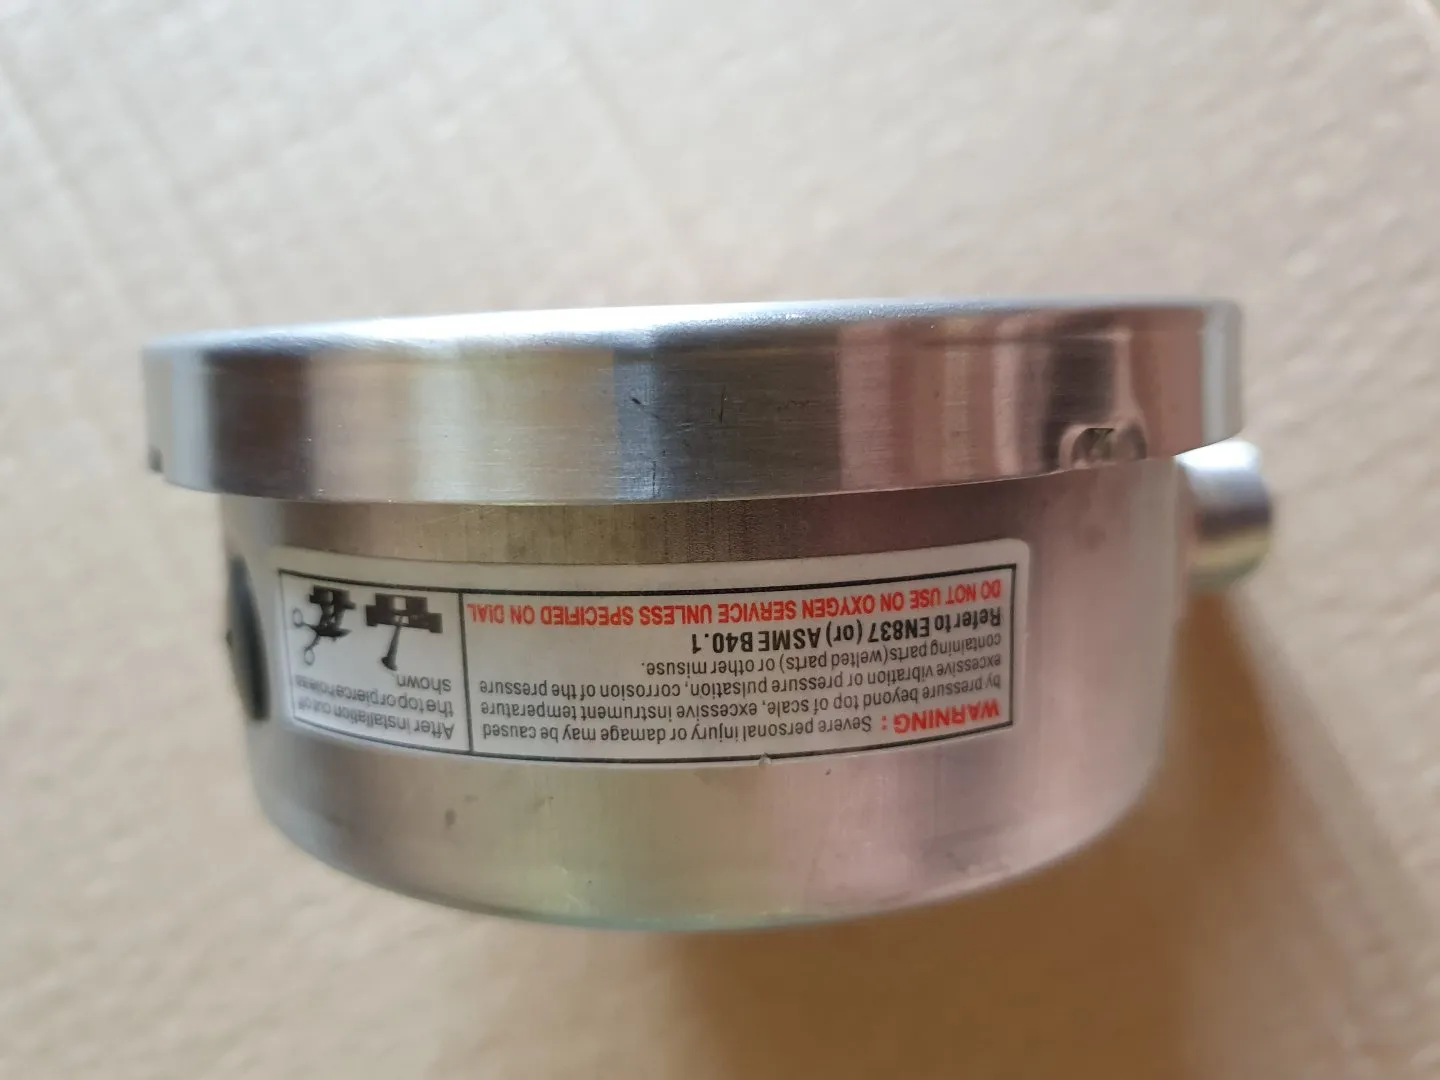 WARNING : Severe personal injury or damage may be caused
by pressure beyond top of scale, excessive instrument temperature
excessive vibration or pressure pulsation, corrosion of the pressure
containing parts(welted parts) or other misuse.
Refer to EN837 (or) ASME B40.1
DO NOT USE ON OXYGEN SERVICE UNLESS SPECIFIED ON DIAL
After installation cut off
the top or pierce holes
shown